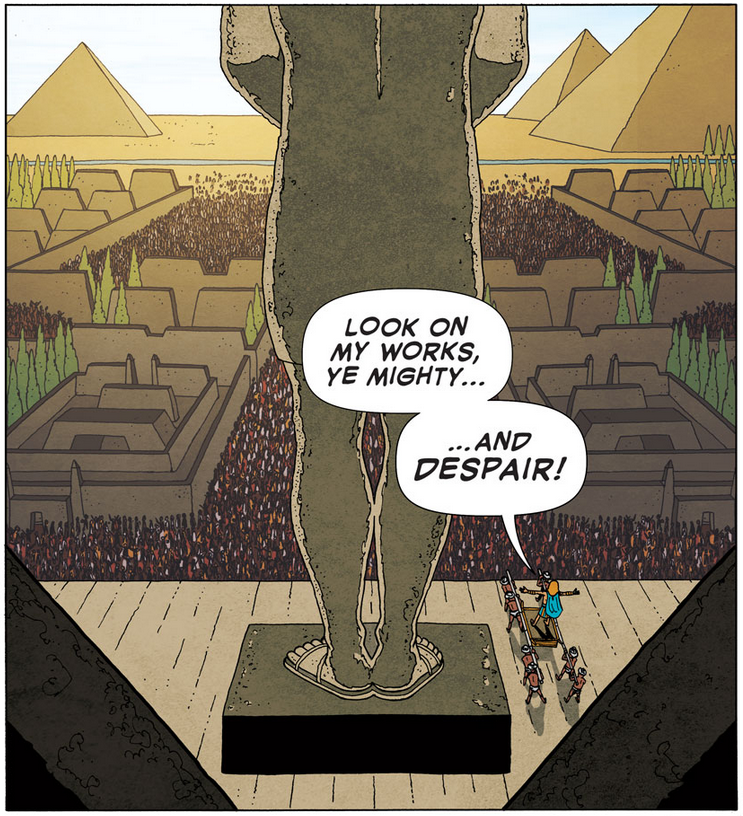 LOOK ON
MY WORKS,
YE MIGHTY...
...AND
DESPAIR!